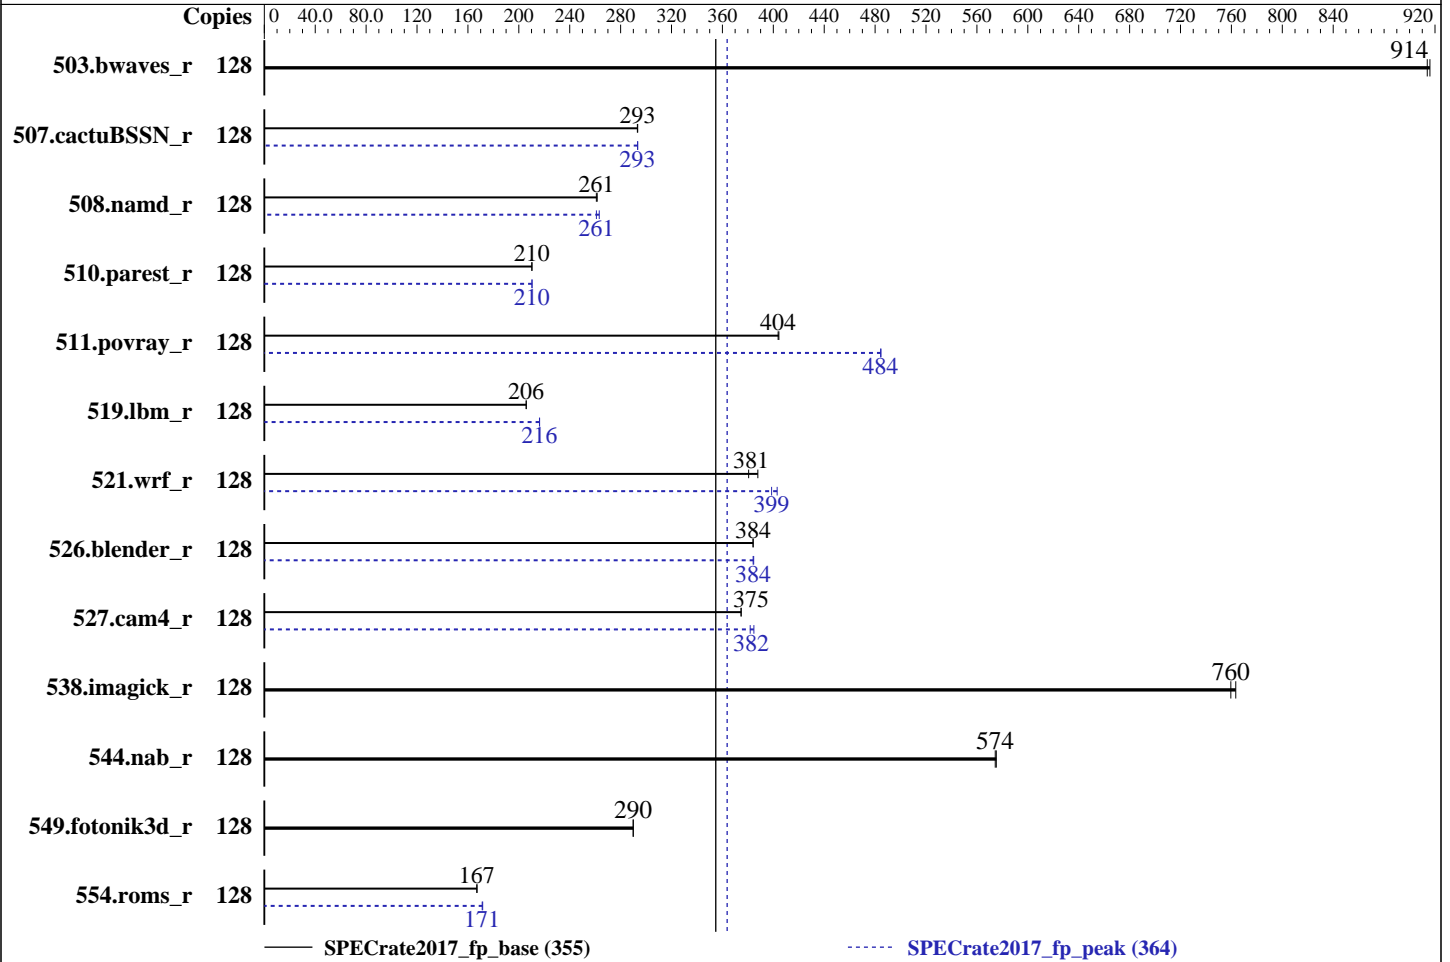 Copies 0 40.0 80.0 120 160 200 240 280 320 360 400 440 480 520 560 600 640 680 720 760 800 840 920
503.bwaves_r 128 914
507.cactuBSSN_r 128 293
293
508.namd_r 128 261
261
510.parest_r 128 210
210
511.povray_r 128 404
484
519.lbm_r 128 206
216
521.wrf_r 128 381
399
526.blender_r 128 384
384
527.cam4_r 128 375
382
538.imagick_r 128 760
544.nab_r 128 574
549.fotonik3d_r 128 290
554.roms_r 128 167
171
SPECrate2017_fp_base (355) SPECrate2017_fp_peak (364)